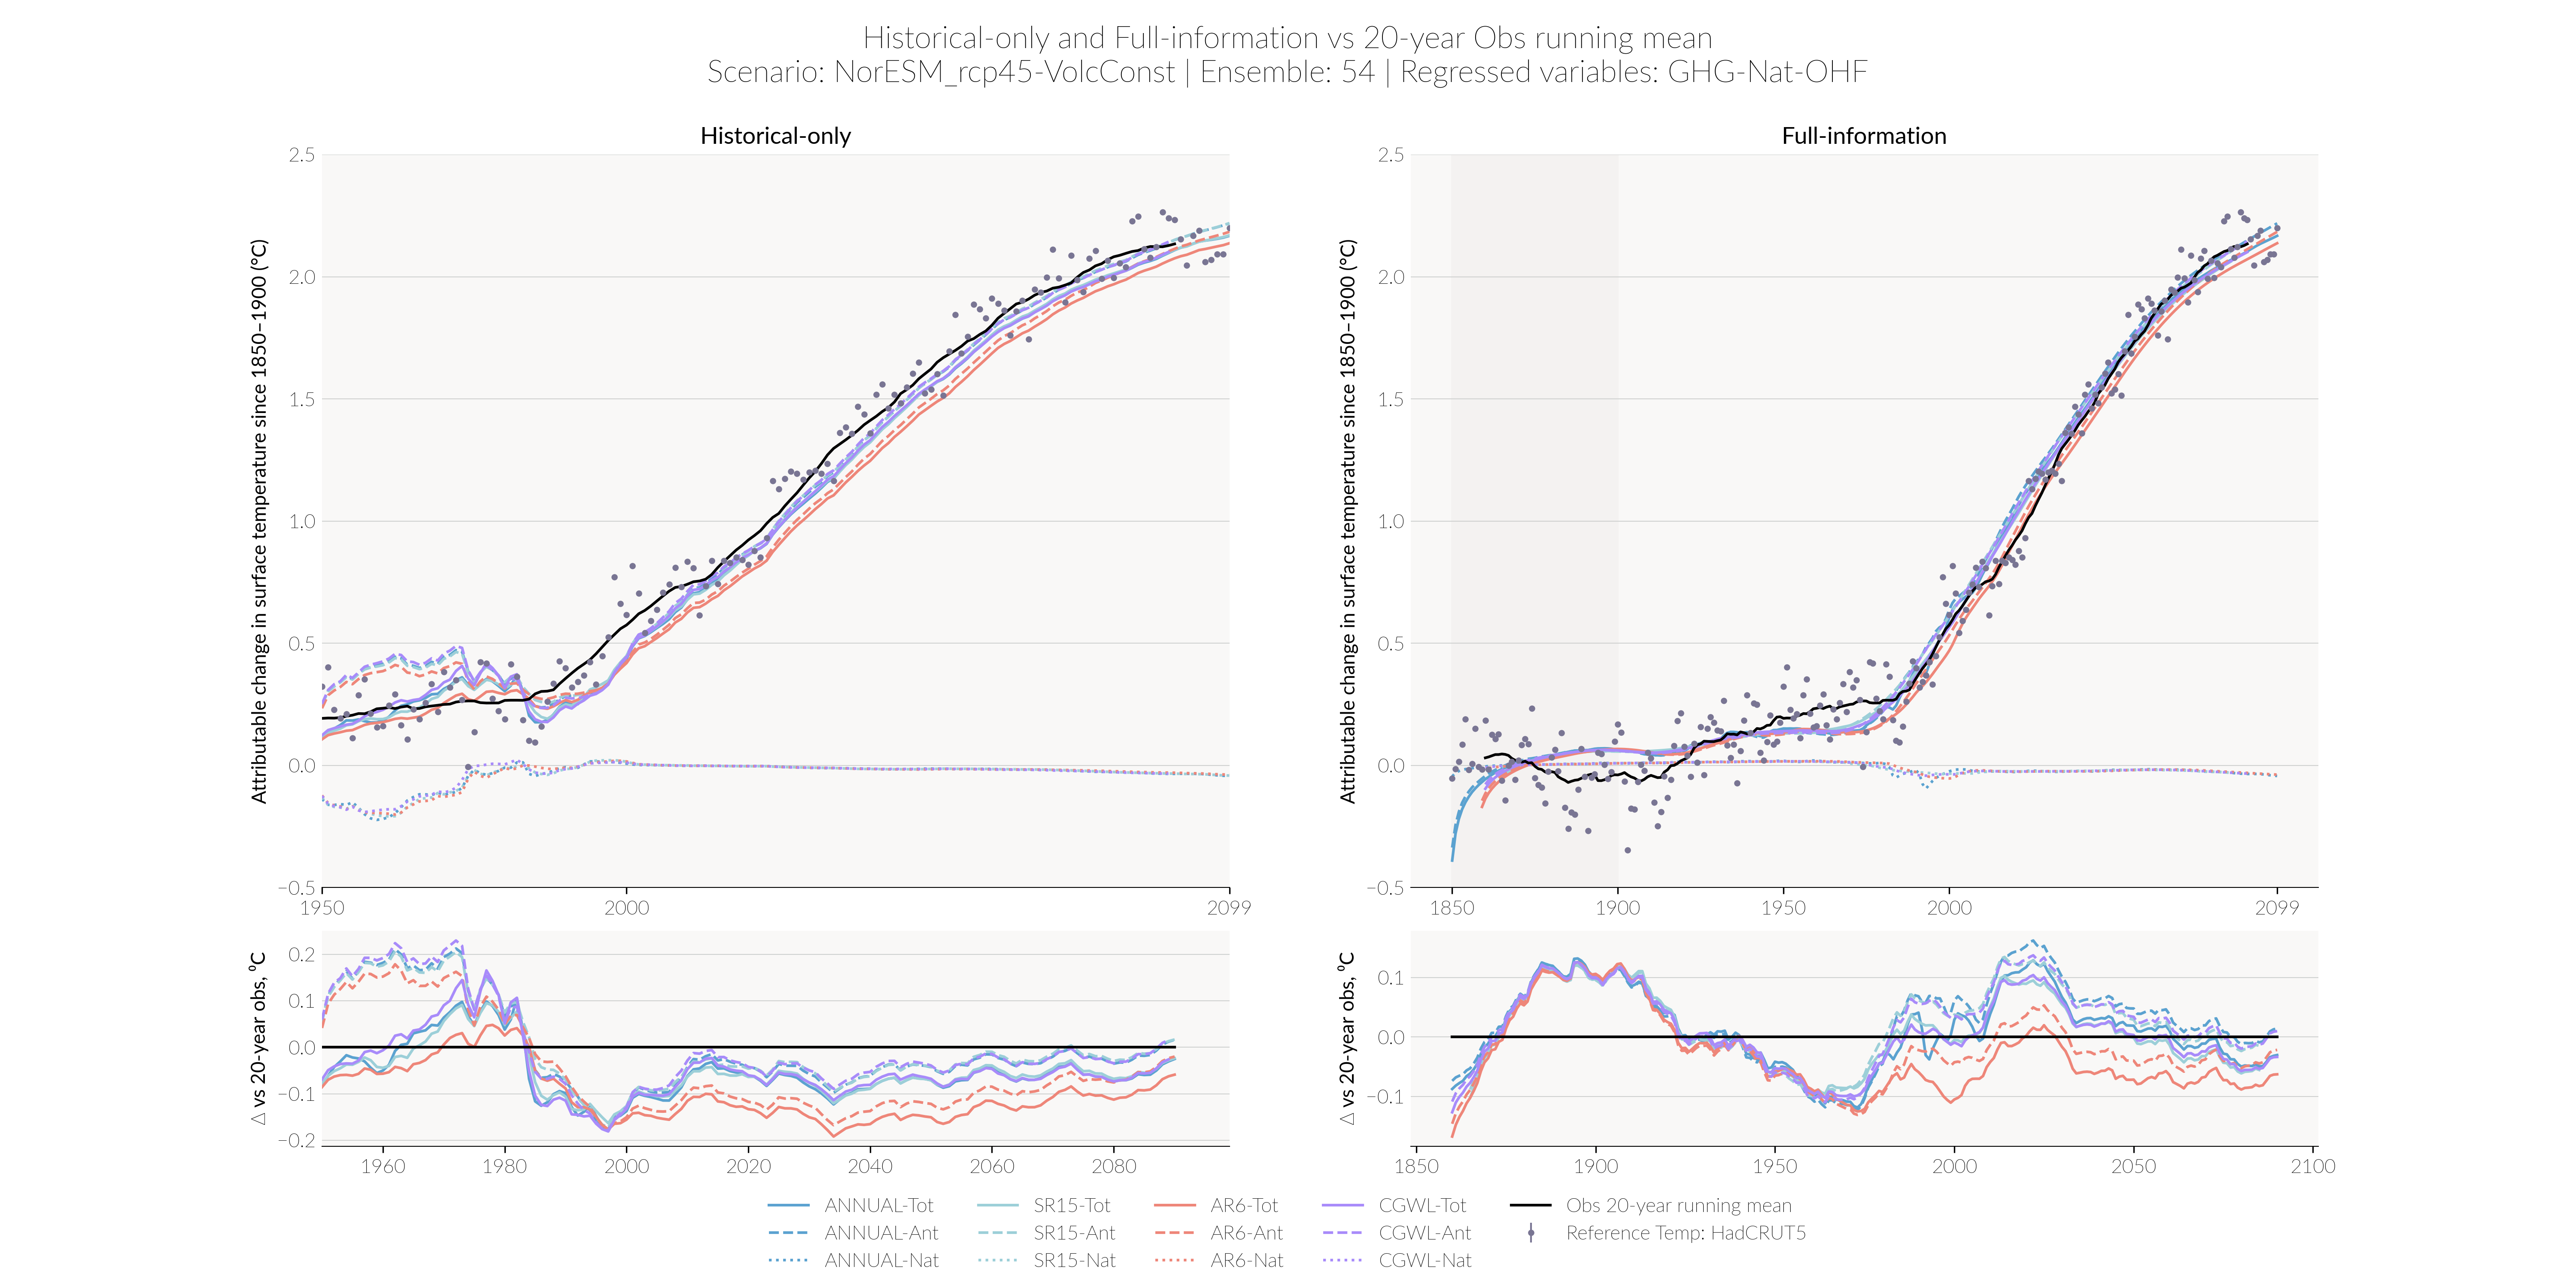 Historical-only and Full-information vs 20-year Obs running mean
Scenario: NorESM_rcp45-VolcConst | Ensemble: 54 | Regressed variables: GHG-Nat-OHF
Historical-only
Attributable change in surface temperature since 1850–1900 (°C)
2.5
2.0
1.5
1.0
0.5
0.0
−0.5
1950
2000
2099
Full-information
Attributable change in surface temperature since 1850–1900 (°C)
2.5
2.0
1.5
1.0
0.5
0.0
−0.5
1850
1900
1950
2000
2099
△ vs 20-year obs, ⁰C
0.2
0.1
0.0
−0.1
−0.2
1960
1980
2000
2020
2040
2060
2080
△ vs 20-year obs, ⁰C
0.1
0.0
−0.1
1850
1900
1950
2000
2050
2100
ANNUAL-Tot
SR15-Tot
AR6-Tot
CGWL-Tot
Obs 20-year running mean
ANNUAL-Ant
SR15-Ant
AR6-Ant
CGWL-Ant
Reference Temp: HadCRUT5
ANNUAL-Nat
SR15-Nat
AR6-Nat
CGWL-Nat